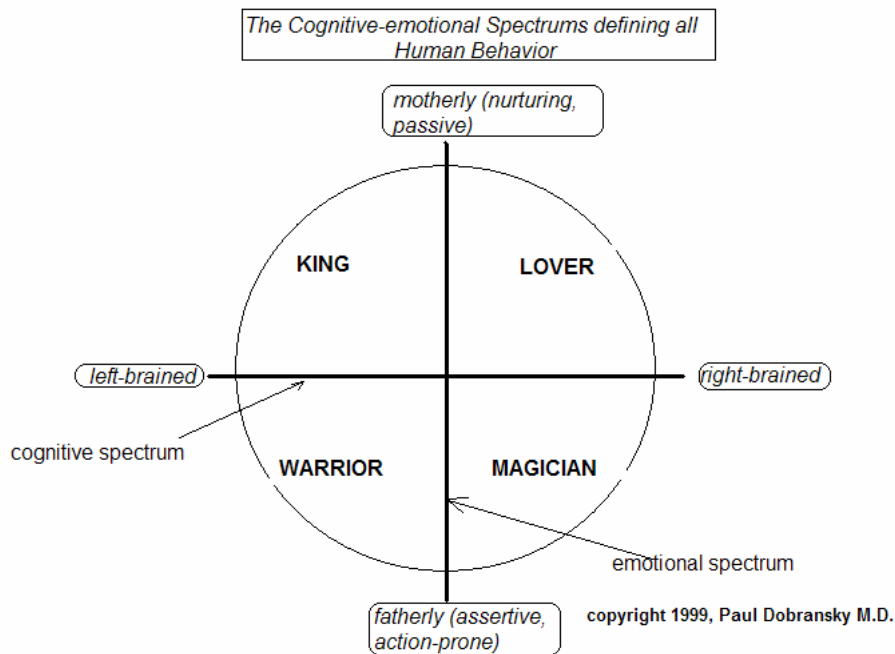 The Cognitive-emotional Spectrums defining all
Human Behavior
motherly (nurturing,
passive)
KING
LOVER
left-brained
right-brained
cognitive spectrum
WARRIOR
MAGICIAN
emotional spectrum
fatherly (assertive,
action-prone)
copyright 1999, Paul Dobransky M.D.